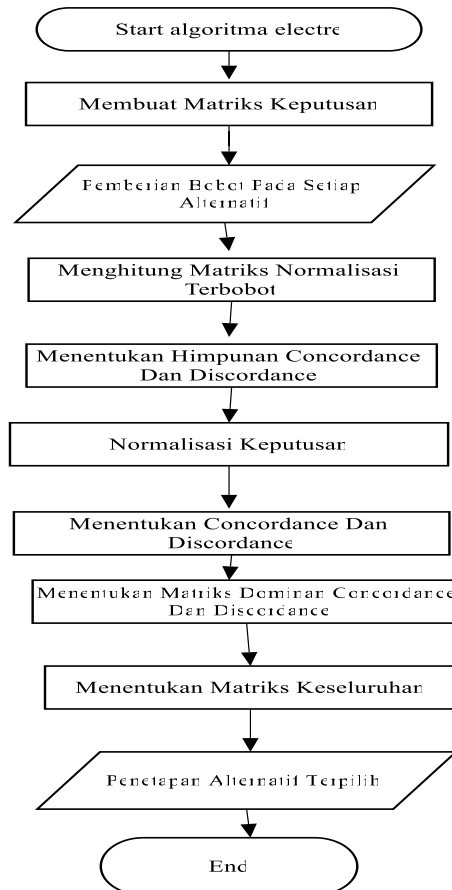 Start algoritma electre
Membuat Matriks Keputusan
Pemberian Bobot Pada Setiap
Alternatif
Menghitung Matriks Normalisasi
Terbobot
Menentukan Himpunan Concordance
Dan Discordance
Normalisasi Keputusan
Menentukan Concordance Dan
Discordance
Menentukan Matriks Dominan Concordance
Dan Discordance
Menentukan Matriks Keseluruhan
Penetapan Alternatif Terpilih
End